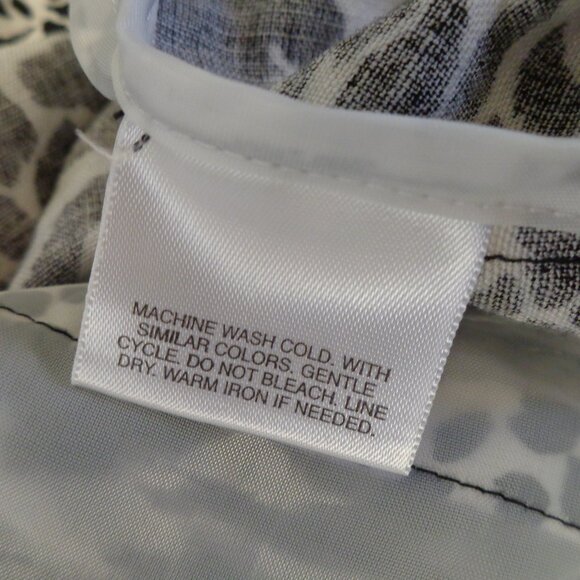 MACHINE WASH COLD. WITH
SIMILAR COLORS. GENTLE
CYCLE. DO NOT BLEACH. LINE
DRY. WARM IRON IF NEEDED.